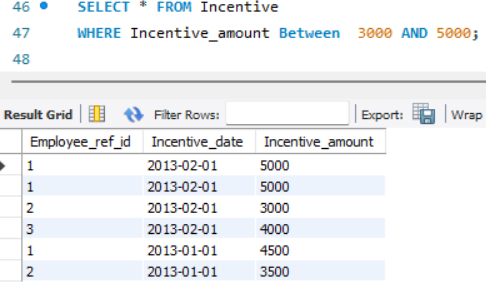 46 SELECT * FROM Incentive
47 WHERE Incentive_amount Between  3000 AND 5000;
48
Result Grid Filter Rows: Export: Wrap
Employee_ref_id Incentive_date Incentive_amount
1 2013-02-01 5000
1 2013-02-01 5000
2 2013-02-01 3000
3 2013-02-01 4000
1 2013-01-01 4500
2 2013-01-01 3500